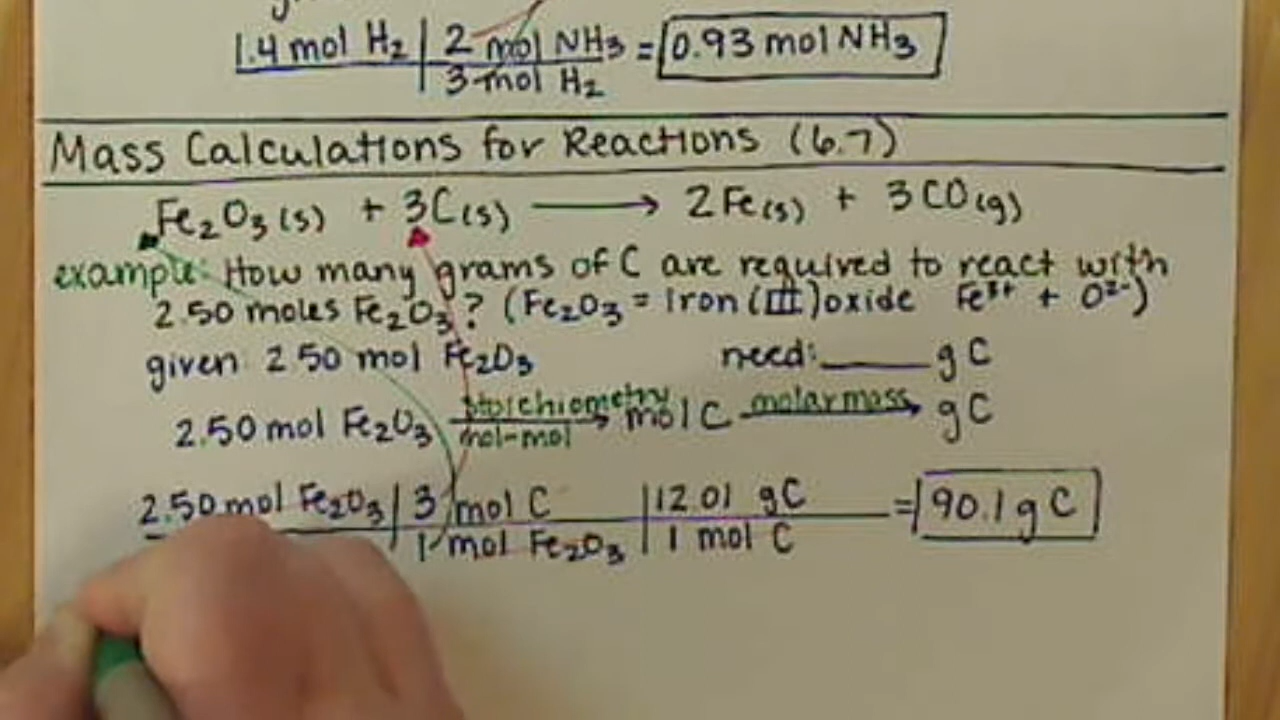 1.4 mol H₂ | 2 mol NH₃ = 0.93 mol NH₃
3 mol H₂
Mass Calculations for Reactions (6.7)
Fe₂O₃(s) + 3C(s) → 2Fe(s) + 3CO(g)
example: How many grams of C are required to react with
2.50 moles Fe₂O₃? (Fe₂O₃ = iron (III) oxide Fe³⁺ + O²⁻)
given: 2.50 mol Fe₂O₃ need: ______ g C
stoichiometry molar mass
2.50 mol Fe₂O₃ → mol C → g C
mol-mol
2.50 mol Fe₂O₃ | 3 mol C | 12.01 g C = 90.1 g C
1 mol Fe₂O₃ | 1 mol C